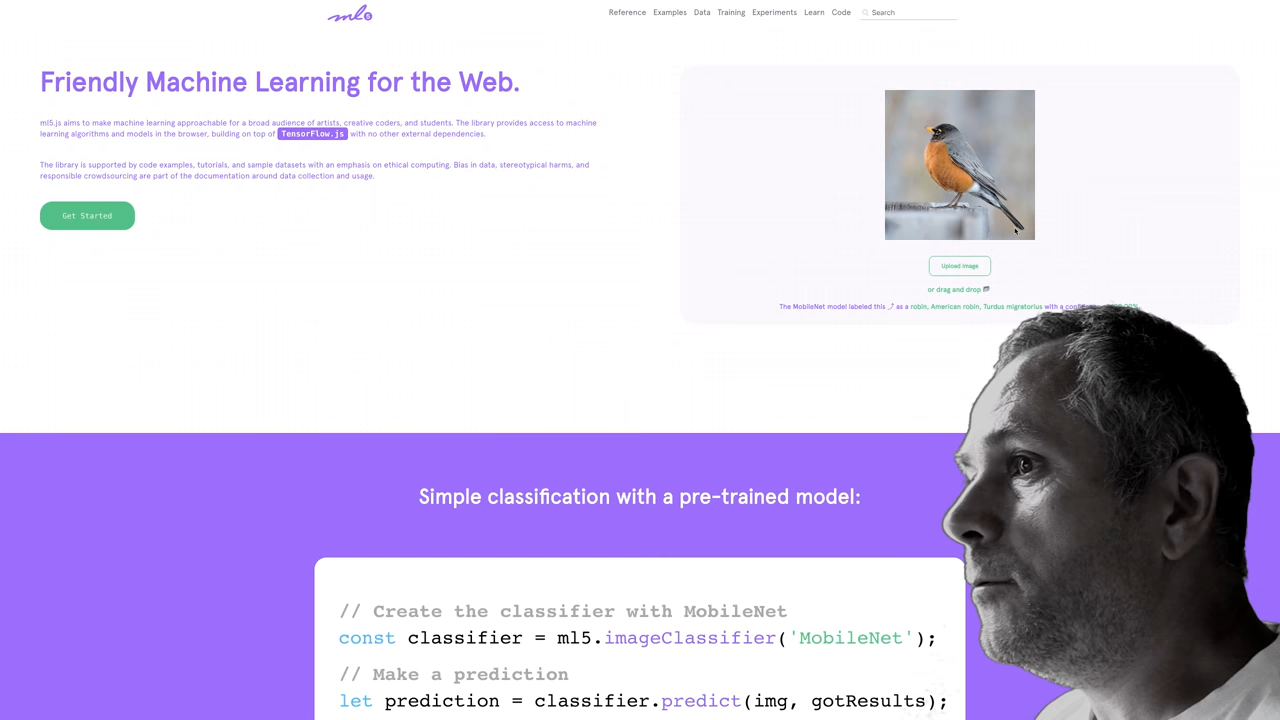 ml5
Reference Examples Data Training Experiments Learn Code Search
Friendly Machine Learning for the Web.
ml5.js aims to make machine learning approachable for a broad audience of artists, creative coders, and students. The library provides access to machine
learning algorithms and models in the browser, building on top of TensorFlow.js with no other external dependencies.
The library is supported by code examples, tutorials, and sample datasets with an emphasis on ethical computing. Bias in data, stereotypical harms, and
responsible crowdsourcing are part of the documentation around data collection and usage.
Get Started
Upload Image
or drag and drop
The MobileNet model labeled this as a robin, American robin, Turdus migratorius with a
Simple classification with a pre-trained model:
// Create the classifier with MobileNet
const classifier = ml5.imageClassifier('MobileNet');
// Make a prediction
let prediction = classifier.predict(img, gotResults);